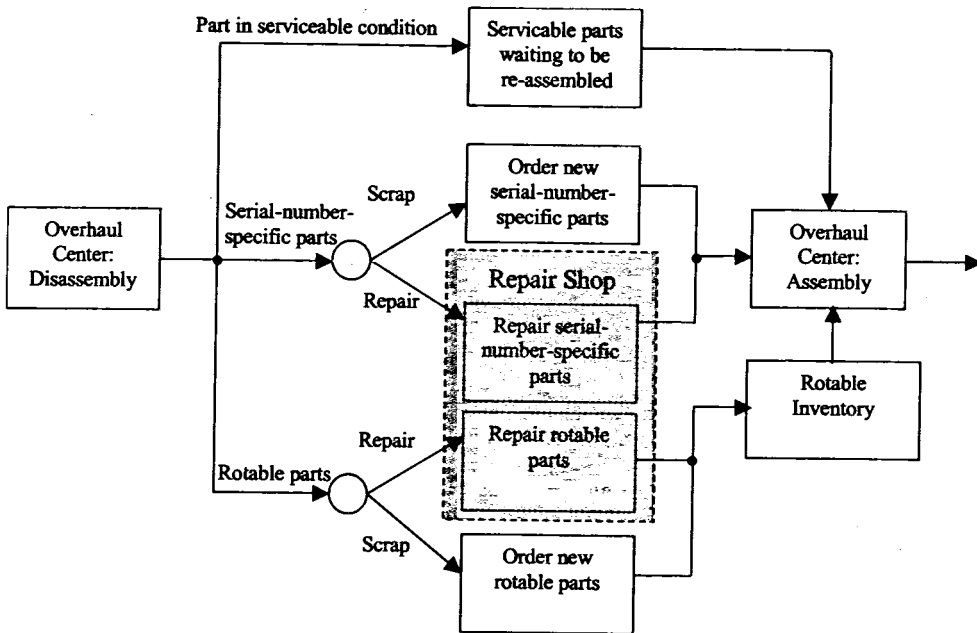 Part in serviceable condition
Servicable parts
waiting to be
re-assembled
Order new
serial-number-
specific parts
Scrap
Serial-number-
specific parts
Overhaul
Center:
Disassembly
Overhaul
Center:
Assembly
Repair Shop
Repair
Repair serial-
number-specific
parts
Rotable
Inventory
Repair
Repair rotable
parts
Rotable parts
Scrap
Order new
rotable parts